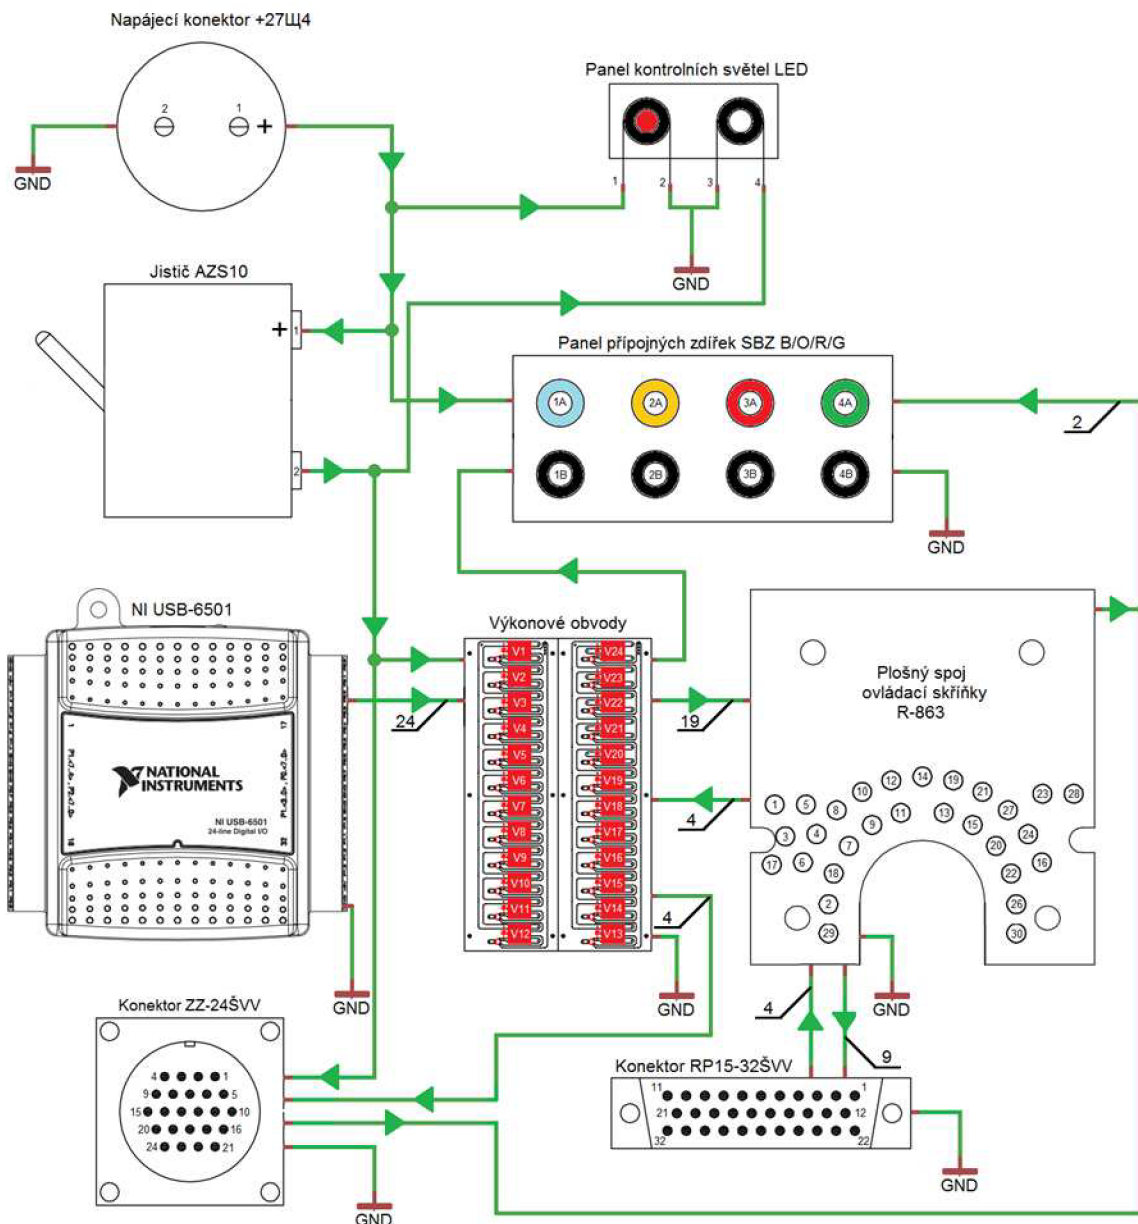 Napájecí konektor +27Щ4
2
1
+
GND
Panel kontrolních světel LED
1
2
3
4
GND
Jistič AZS10
+
1
2
Panel přípojných zdířek SBZ B/O/R/G
1A
2A
3A
4A
1B
2B
3B
4B
2
GND
NI USB-6501
1
17
NATIONAL
INSTRUMENTS
NI USB-6501
24-line Digital I/O
16
32
GND
24
Výkonové obvody
V1
V24
V2
V23
V3
V22
V4
V21
V5
V20
V6
V19
V7
V18
V8
V17
V9
V16
V10
V15
V11
V14
V12
V13
4
GND
19
4
Plošný spoj
ovládací skříňky
R-863
1
5
8
10
12
14
19
21
27
23
28
3
4
7
9
11
13
15
20
24
17
6
18
22
16
2
26
29
30
GND
4
9
Konektor ZZ-24ŠVV
4
1
9
5
15
10
20
16
24
21
GND
Konektor RP15-32ŠVV
11
1
21
12
32
22
GND